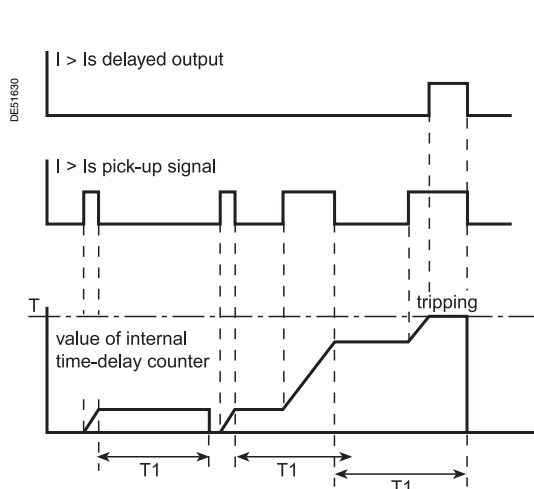 I > Is delayed output
DE51630
I > Is pick-up signal
T
tripping
value of internal
time-delay counter
T1
T1
T1